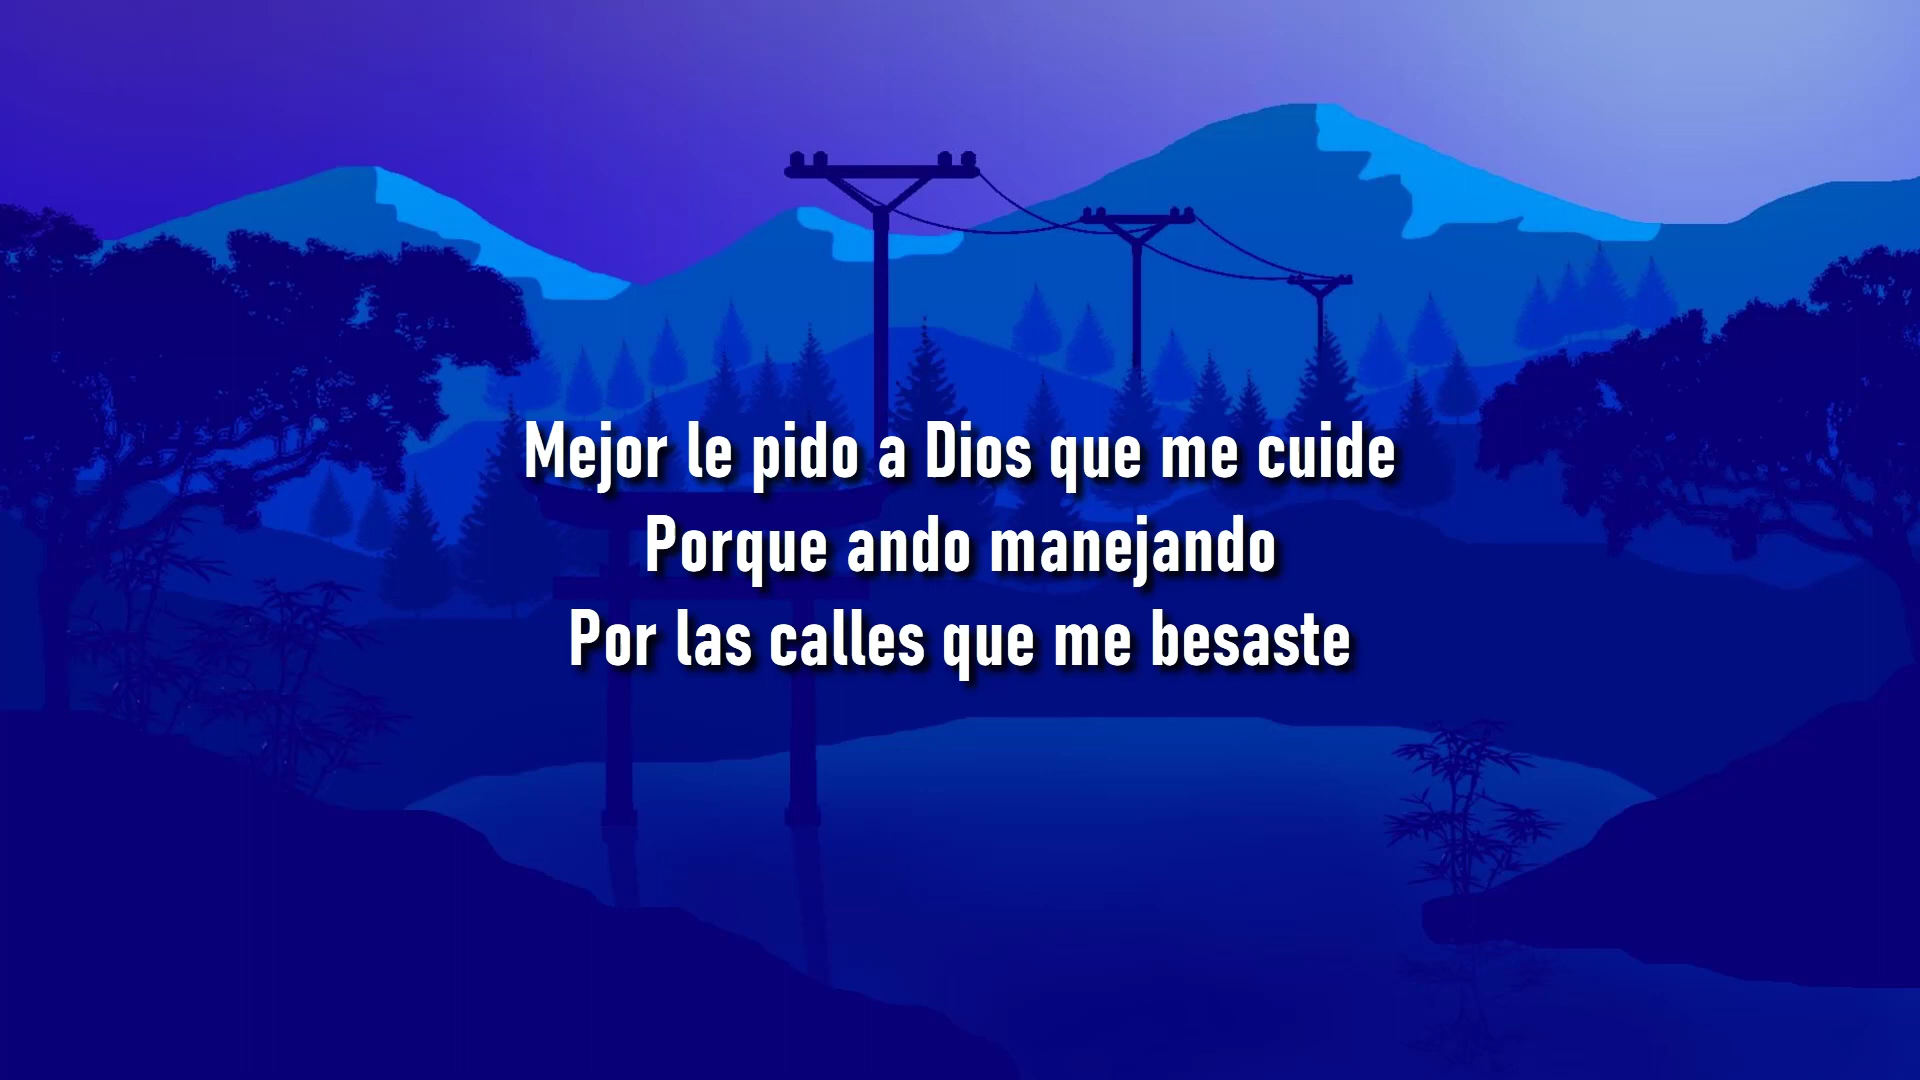 Mejor le pido a Dios que me cuide
Porque ando manejando
Por las calles que me besaste